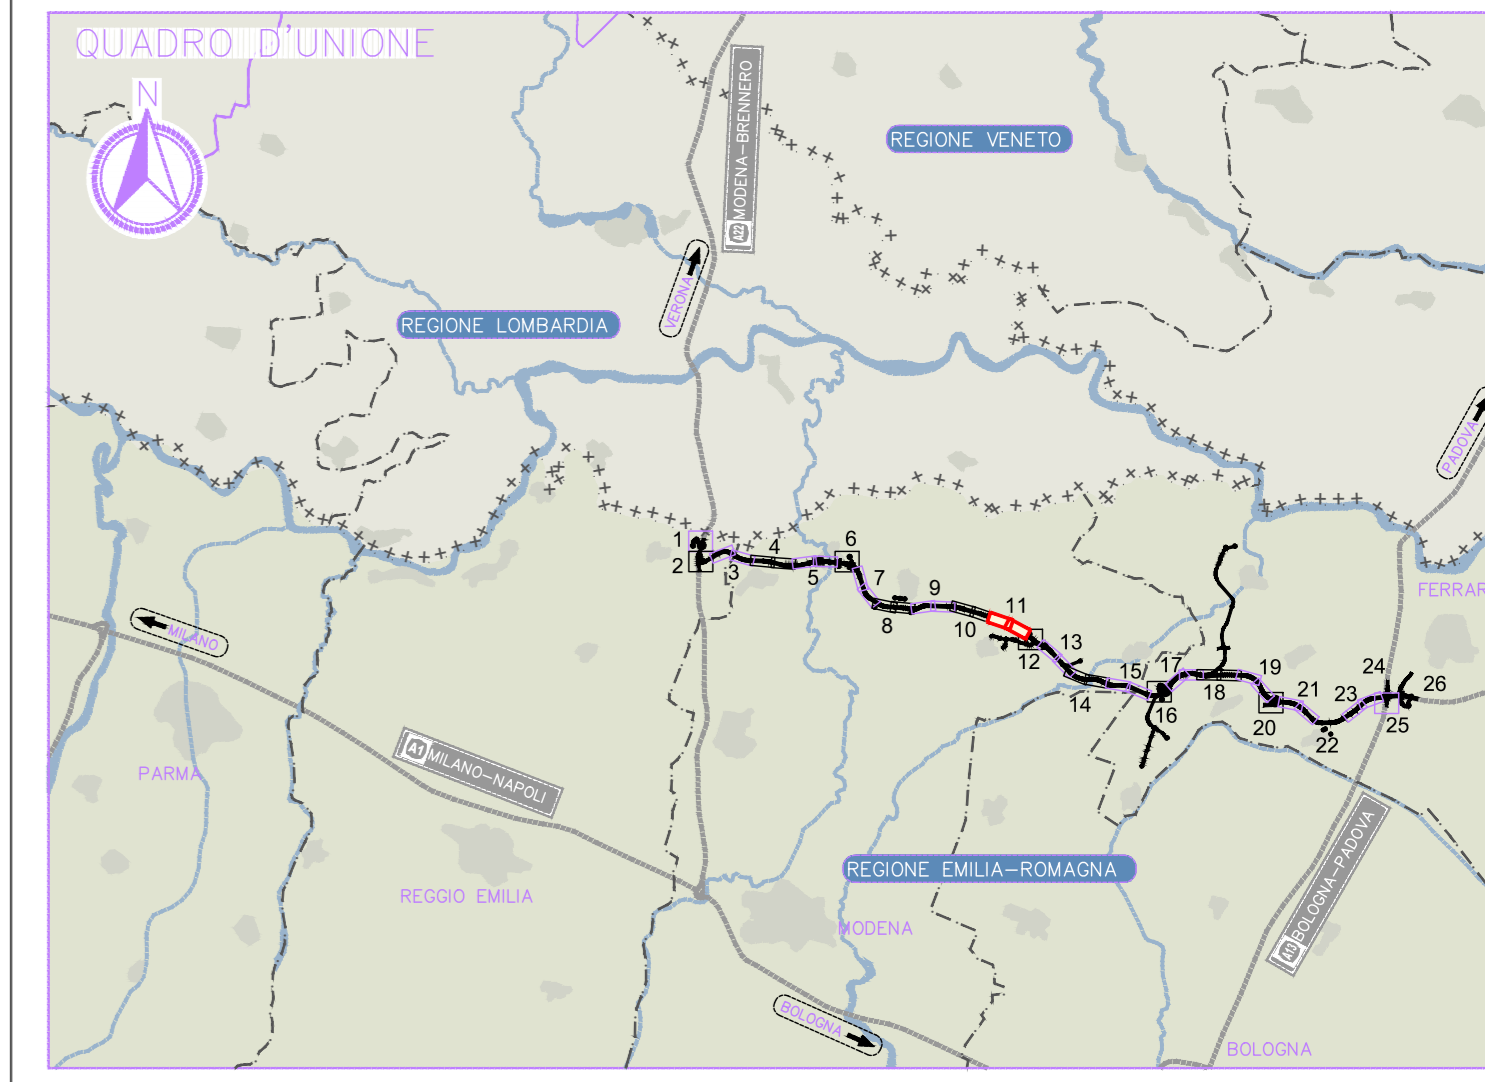 QUADRO D'UNIONE
N
A22 MODENA-BRENNERO
REGIONE VENETO
VERONA
REGIONE LOMBARDIA
PADOVA
1
2
3
4
5
6
7
8
9
10
11
12
13
14
15
16
17
18
19
20
21
22
23
24
25
26
FERRAR
MILANO
PARMA
A1 MILANO-NAPOLI
REGGIO EMILIA
REGIONE EMILIA-ROMAGNA
MODENA
A13 BOLOGNA-PADOVA
BOLOGNA
BOLOGNA